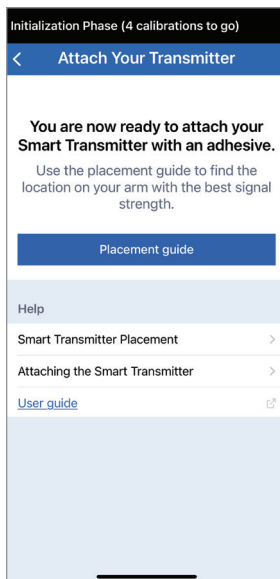 Initialization Phase (4 calibrations to go)
Attach Your Transmitter
You are now ready to attach your
Smart Transmitter with an adhesive.
Use the placement guide to find the
location on your arm with the best signal
strength.
Placement guide
Help
Smart Transmitter Placement
Attaching the Smart Transmitter
User guide